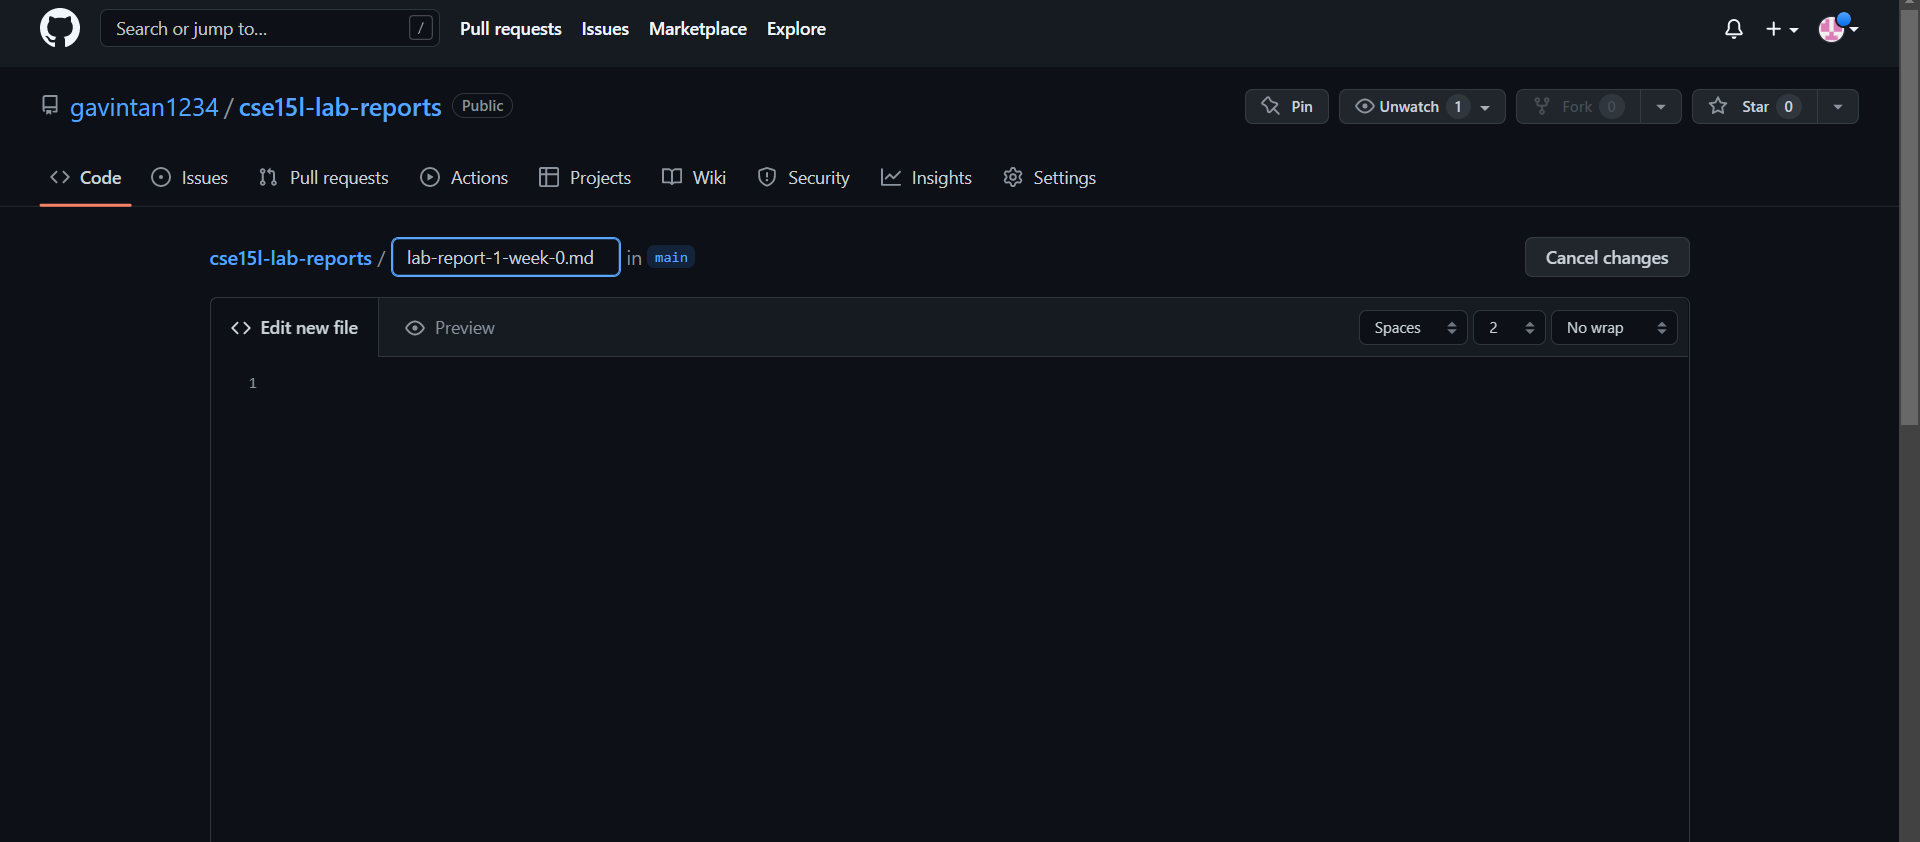 Search or jump to... / Pull requests Issues Marketplace Explore
gavintan1234 / cse15l-lab-reports Public Pin Unwatch 1 Fork 0 Star 0
Code Issues Pull requests Actions Projects Wiki Security Insights Settings
cse15l-lab-reports / lab-report-1-week-0.md in main Cancel changes
Edit new file Preview Spaces 2 No wrap
1